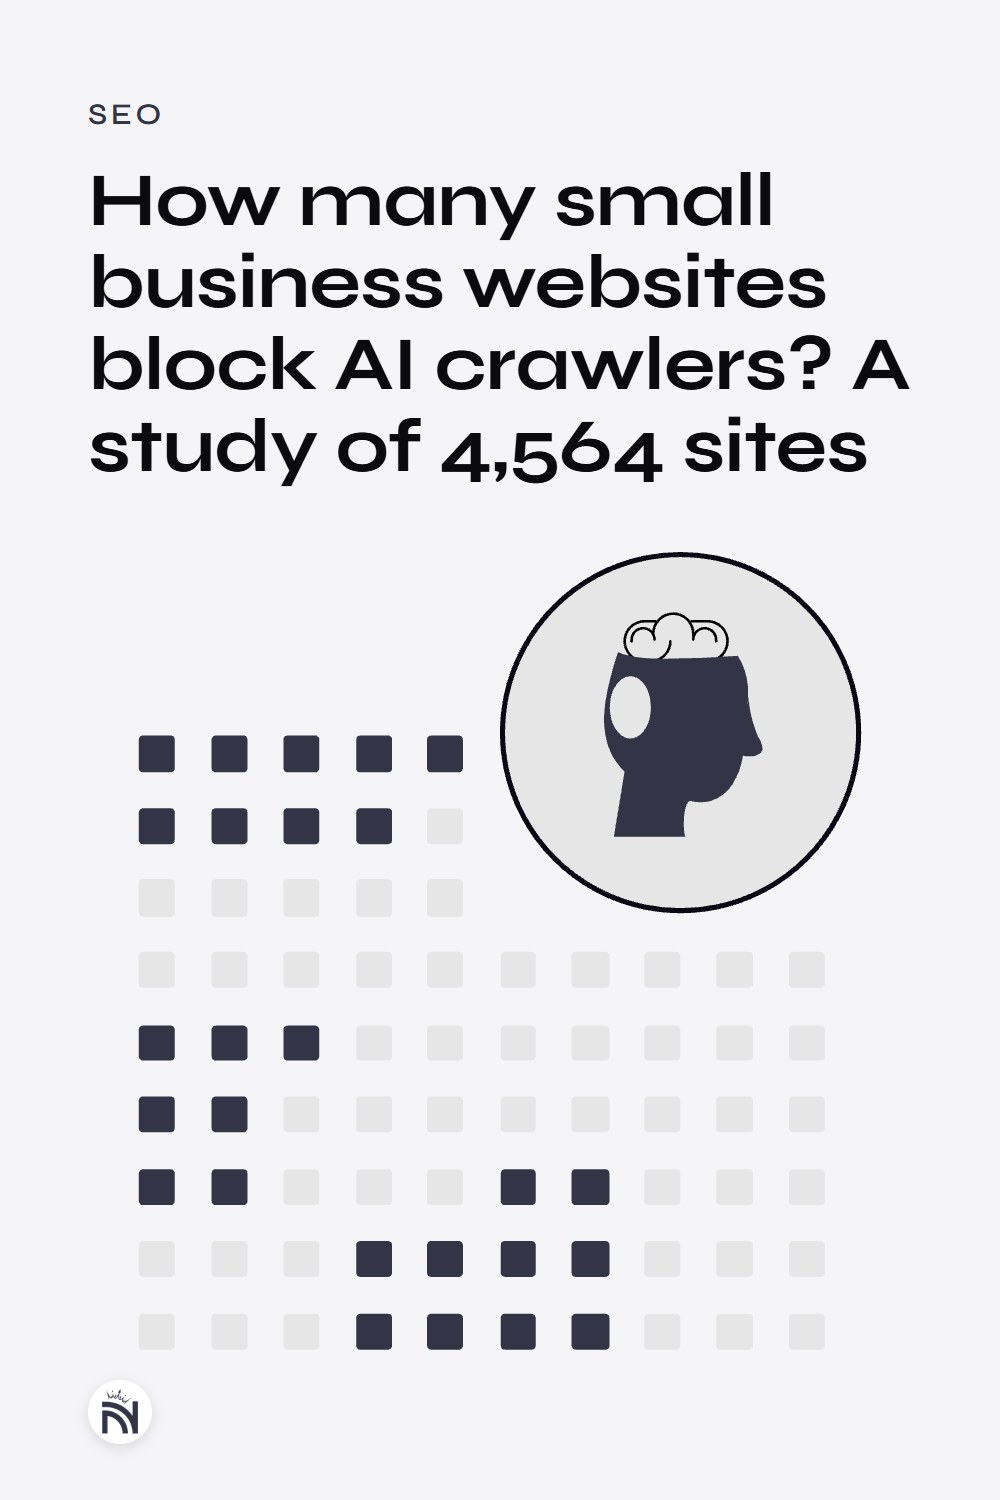 SEO
How many small
business websites
block AI crawlers? A
study of 4,564 sites